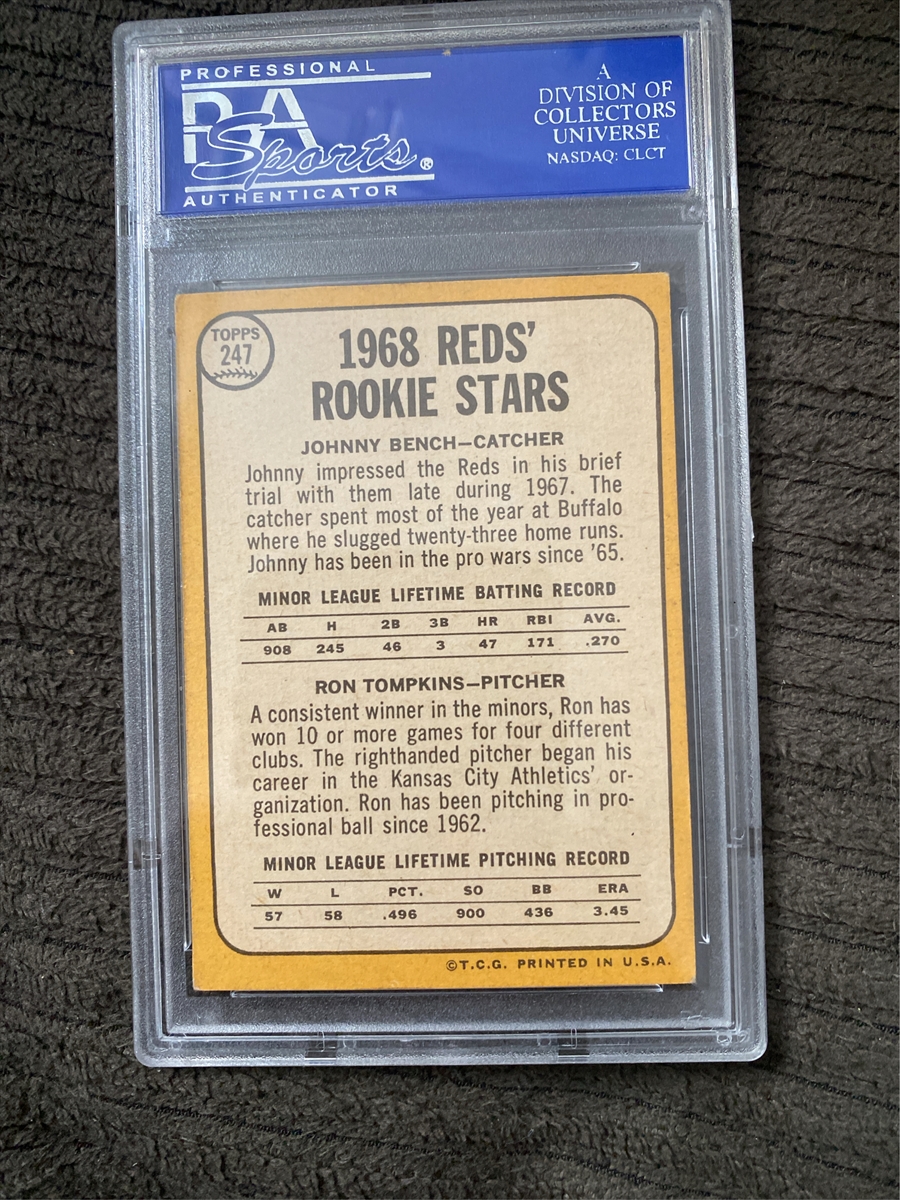 PROFESSIONAL
PSA
Sports®
AUTHENTICATOR
A
DIVISION OF
COLLECTORS
UNIVERSE
NASDAQ: CLCT
TOPPS
247
1968 REDS'
ROOKIE STARS
JOHNNY BENCH—CATCHER
Johnny impressed the Reds in his brief
trial with them late during 1967. The
catcher spent most of the year at Buffalo
where he slugged twenty-three home runs.
Johnny has been in the pro wars since '65.
MINOR LEAGUE LIFETIME BATTING RECORD
AB H 2B 3B HR RBI AVG.
908 245 46 3 47 171 .270
RON TOMPKINS—PITCHER
A consistent winner in the minors, Ron has
won 10 or more games for four different
clubs. The righthanded pitcher began his
career in the Kansas City Athletics' or-
ganization. Ron has been pitching in pro-
fessional ball since 1962.
MINOR LEAGUE LIFETIME PITCHING RECORD
W L PCT. SO BB ERA
57 58 .496 900 436 3.45
©T.C.G. PRINTED IN U.S.A.